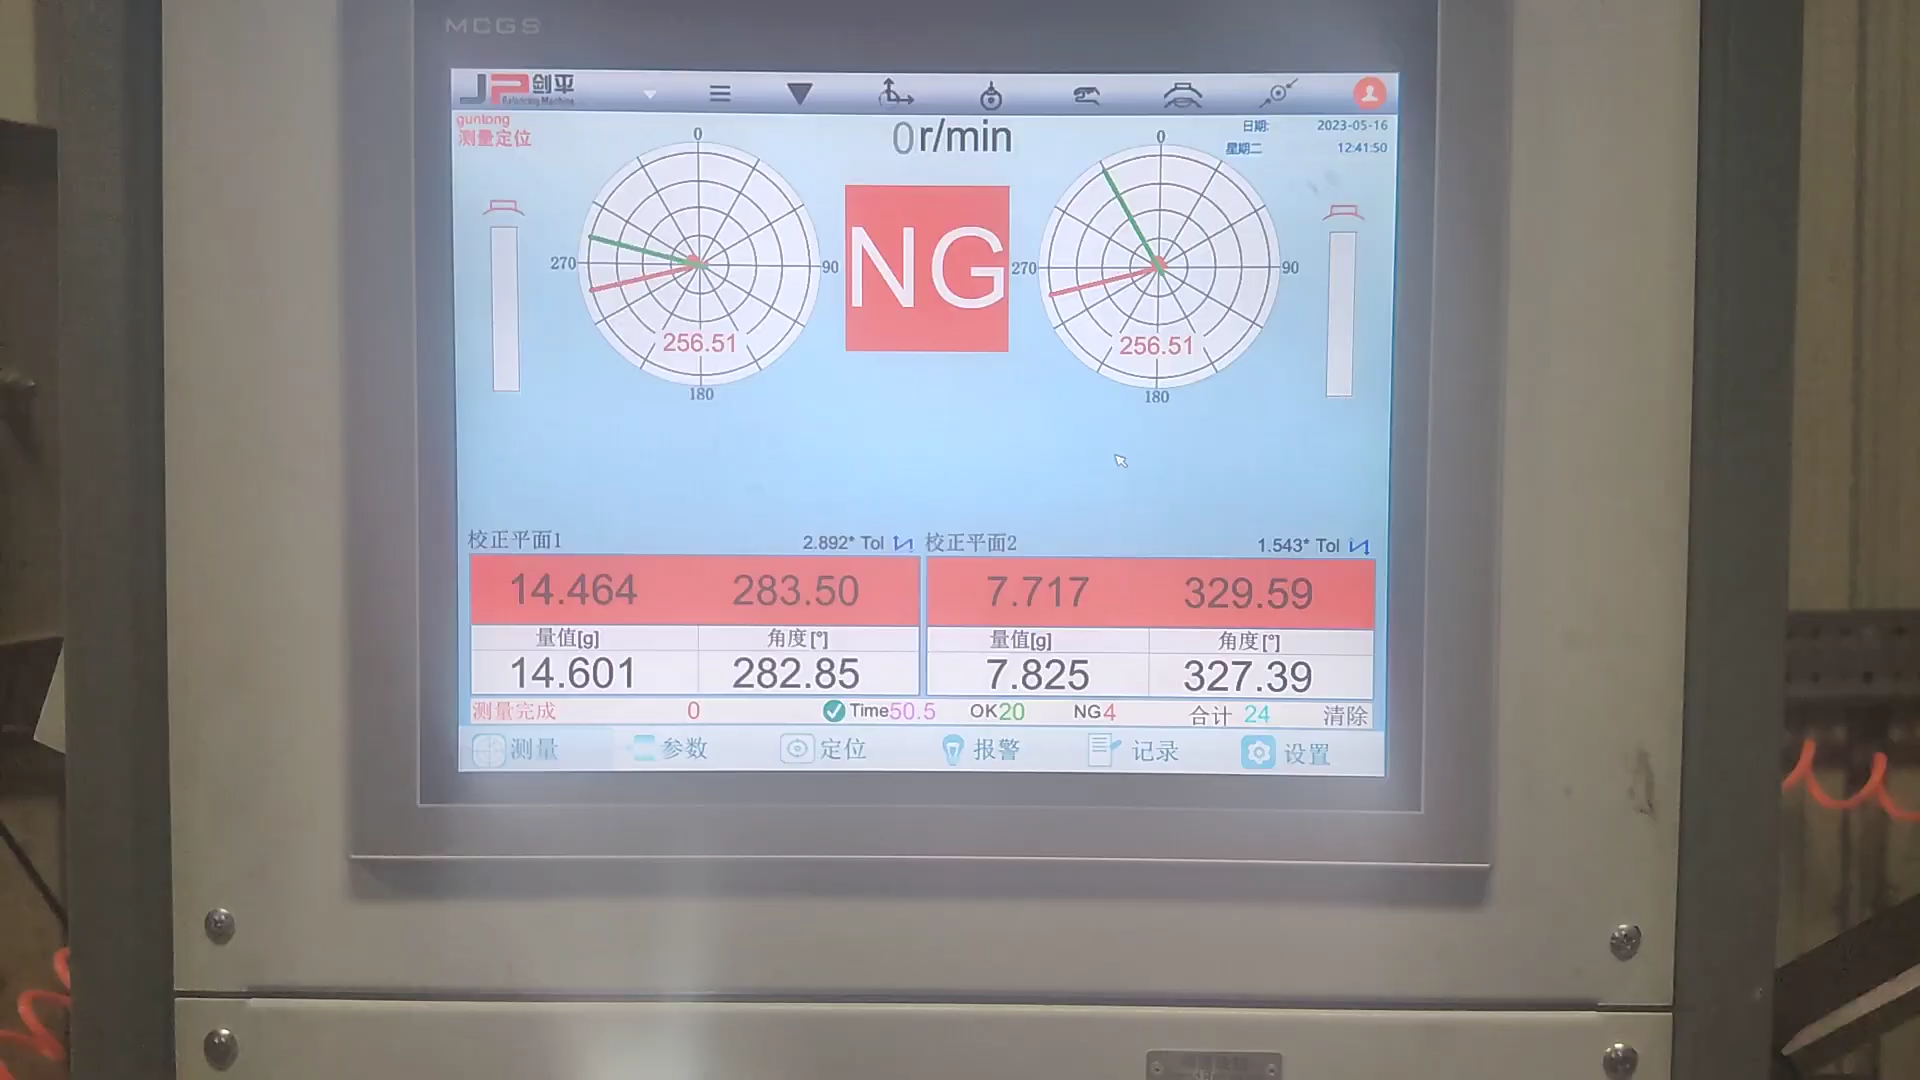 MCGS
JP剑平
Balancing Machine
guntong
测量定位
0r/min
日期: 2023-05-16
星期二 12:41:50
0
270
90
180
256.51
NG
0
270
90
180
256.51
校正平面1 2.892* Tol
14.464 283.50
量值[g] 角度[°]
14.601 282.85
校正平面2 1.543* Tol
7.717 329.59
量值[g] 角度[°]
7.825 327.39
测量完成 0 Time50.5 OK20 NG4 合计 24 清除
测量 参数 定位 报警 记录 设置